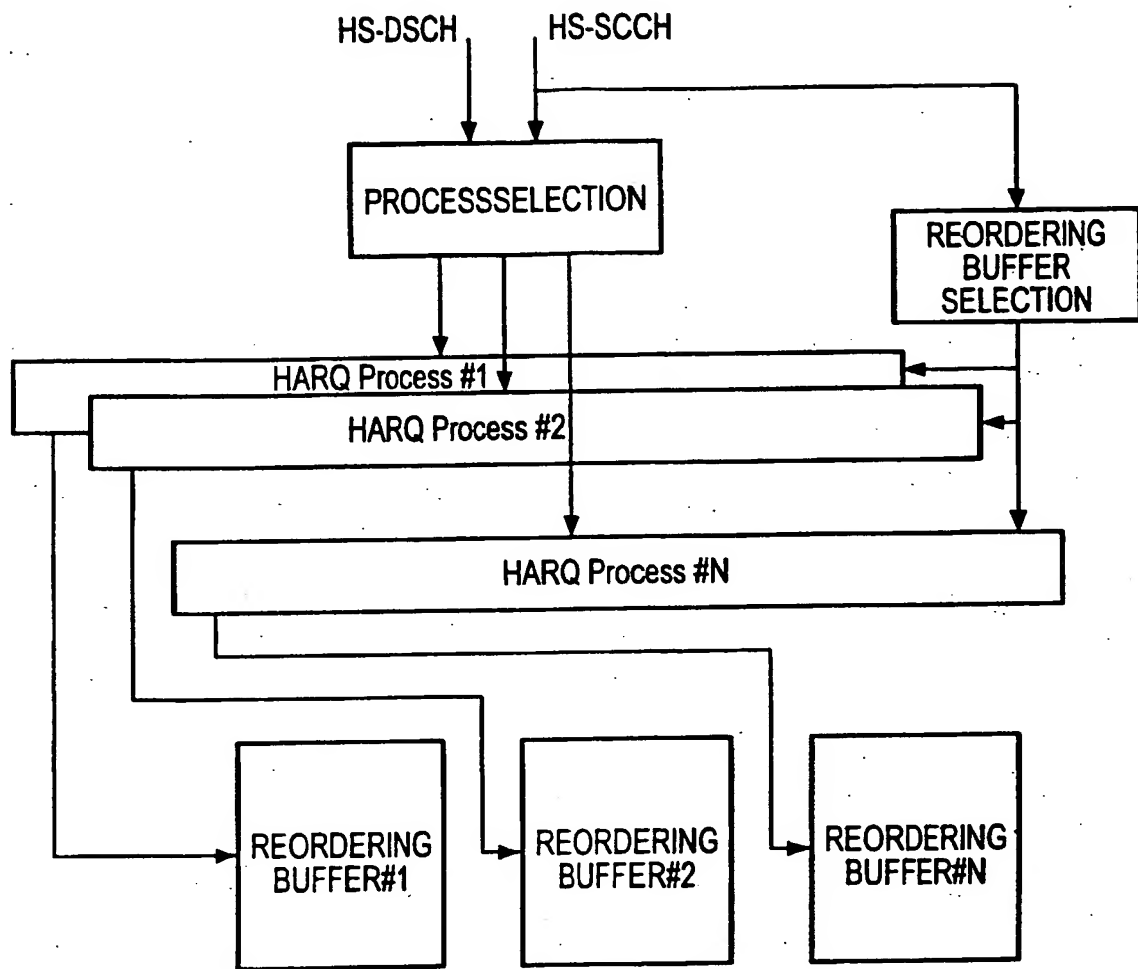 HS-DSCH
HS-SCCH
PROCESSSELECTION
REORDERING
BUFFER
SELECTION
HARQ Process #1
HARQ Process #2
HARQ Process #N
REORDERING
BUFFER#1
REORDERING
BUFFER#2
REORDERING
BUFFER#N